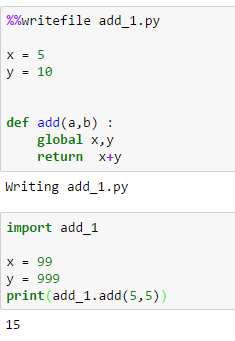 %%writefile add_1.py
x = 5
y = 10
def add(a,b) :
    global x,y
    return  x+y
Writing add_1.py
import add_1
x = 99
y = 999
print(add_1.add(5,5))
15